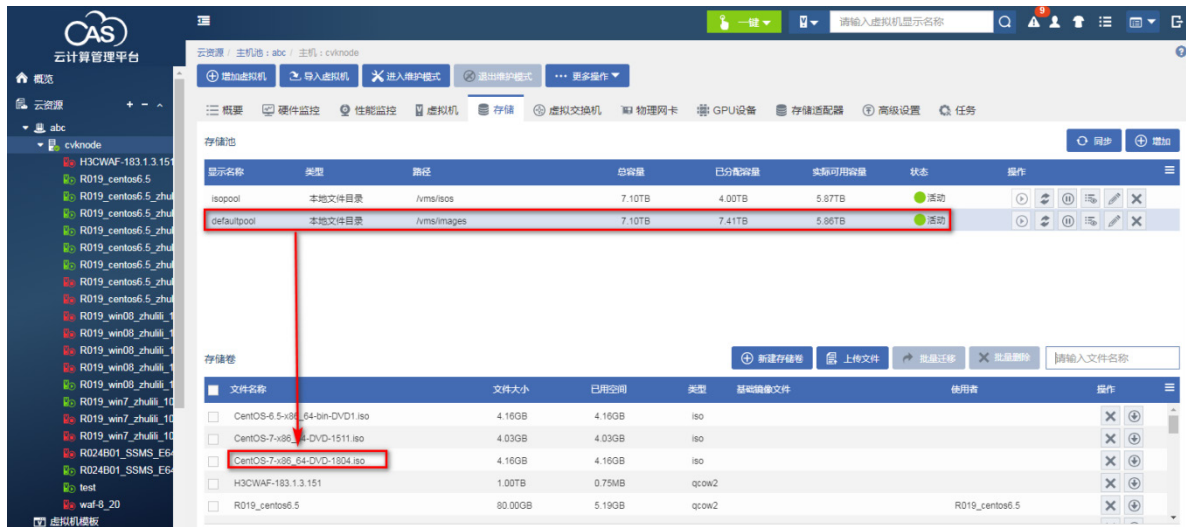 9
CAS
云计算管理平台
一键
请输入虚拟机显示名称
云资源 / 主机池：abc / 主机：cvknode
增加虚拟机 导入虚拟机 进入维护模式 退出维护模式 更多操作
概要 硬件监控 性能监控 虚拟机 存储 虚拟交换机 物理网卡 GPU设备 存储适配器 高级设置 任务
概览
云资源
abc
cvknode
H3CWAF-183.1.3.151
R019_centos6.5
R019_centos6.5_zhul
R019_centos6.5_zhul
R019_centos6.5_zhul
R019_centos6.5_zhul
R019_centos6.5_zhul
R019_centos6.5_zhul
R019_centos6.5_zhul
R019_win08_zhulili_1
R019_win08_zhulili_1
R019_win08_zhulili_1
R019_win08_zhulili_1
R019_win08_zhulili_1
R019_win7_zhulili_10
R019_win7_zhulili_10
R019_win7_zhulili_10
R024B01_SSMS_E64
R024B01_SSMS_E64
test
waf-8_20
虚拟机模板
存储池 同步 增加
显示名称 类型 路径 总容量 已分配容量 实际可用容量 状态 操作
isopool 本地文件目录 /vms/isos 7.10TB 4.00TB 5.87TB 活动
defaultpool 本地文件目录 /vms/images 7.10TB 7.41TB 5.86TB 活动
存储卷 新建存储卷 上传文件 批量迁移 批量删除 请输入文件名称
文件名称 文件大小 已用空间 类型 基础镜像文件 使用者 操作
CentOS-6.5-x86_64-bin-DVD1.iso 4.16GB 4.16GB iso
CentOS-7-x86_64-DVD-1511.iso 4.03GB 4.03GB iso
CentOS-7-x86_64-DVD-1804.iso 4.16GB 4.16GB iso
H3CWAF-183.1.3.151 1.00TB 0.75MB qcow2
R019_centos6.5 80.00GB 5.19GB qcow2 R019_centos6.5